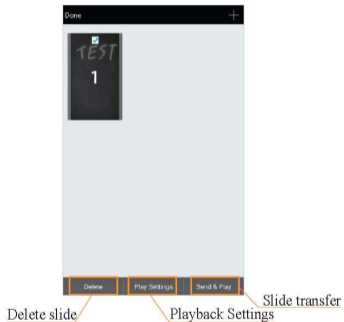 Done +
TEST
1
Delete
Play Settings
Send & Play
Slide transfer
Delete slide
Playback Settings